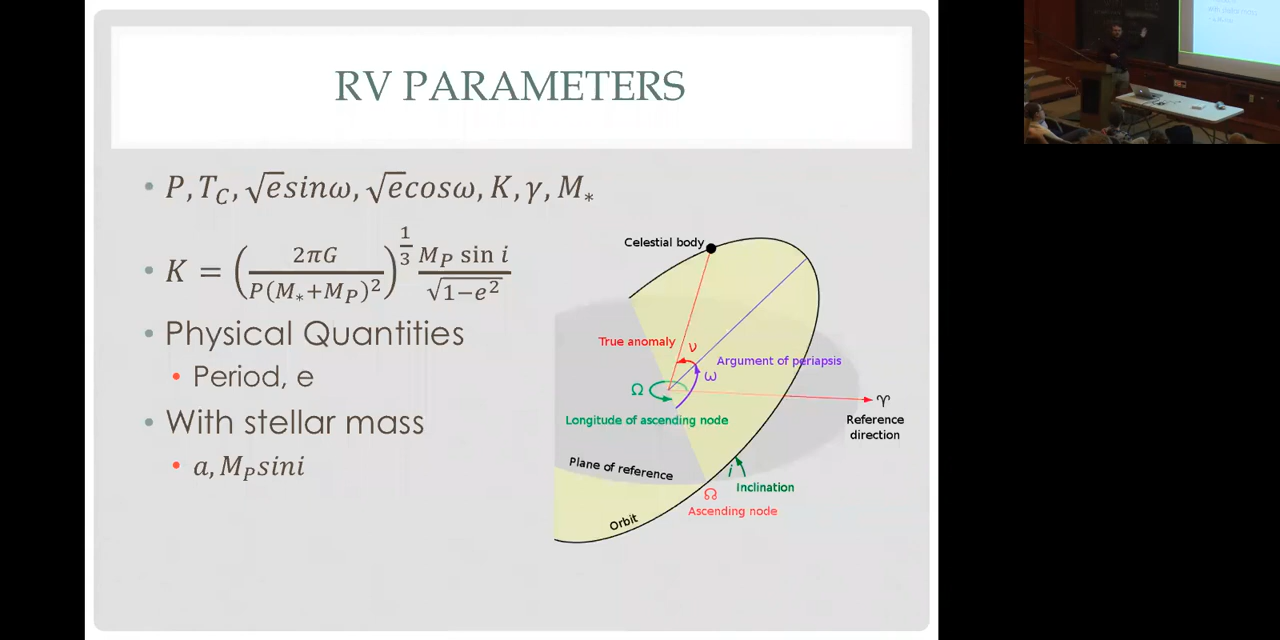 RV PARAMETERS
• P, T_C, √e sinω, √e cosω, K, γ, M_*
• K = (2πG / P(M_*+M_P)²)^(1/3) M_P sin i / √(1−e²)
• Physical Quantities
• Period, e
• With stellar mass
• a, M_P sini
Celestial body
True anomaly ν
Argument of periapsis
ω
Ω
♈
Longitude of ascending node
Reference
direction
Plane of reference
i
Inclination
☊
Ascending node
Orbit